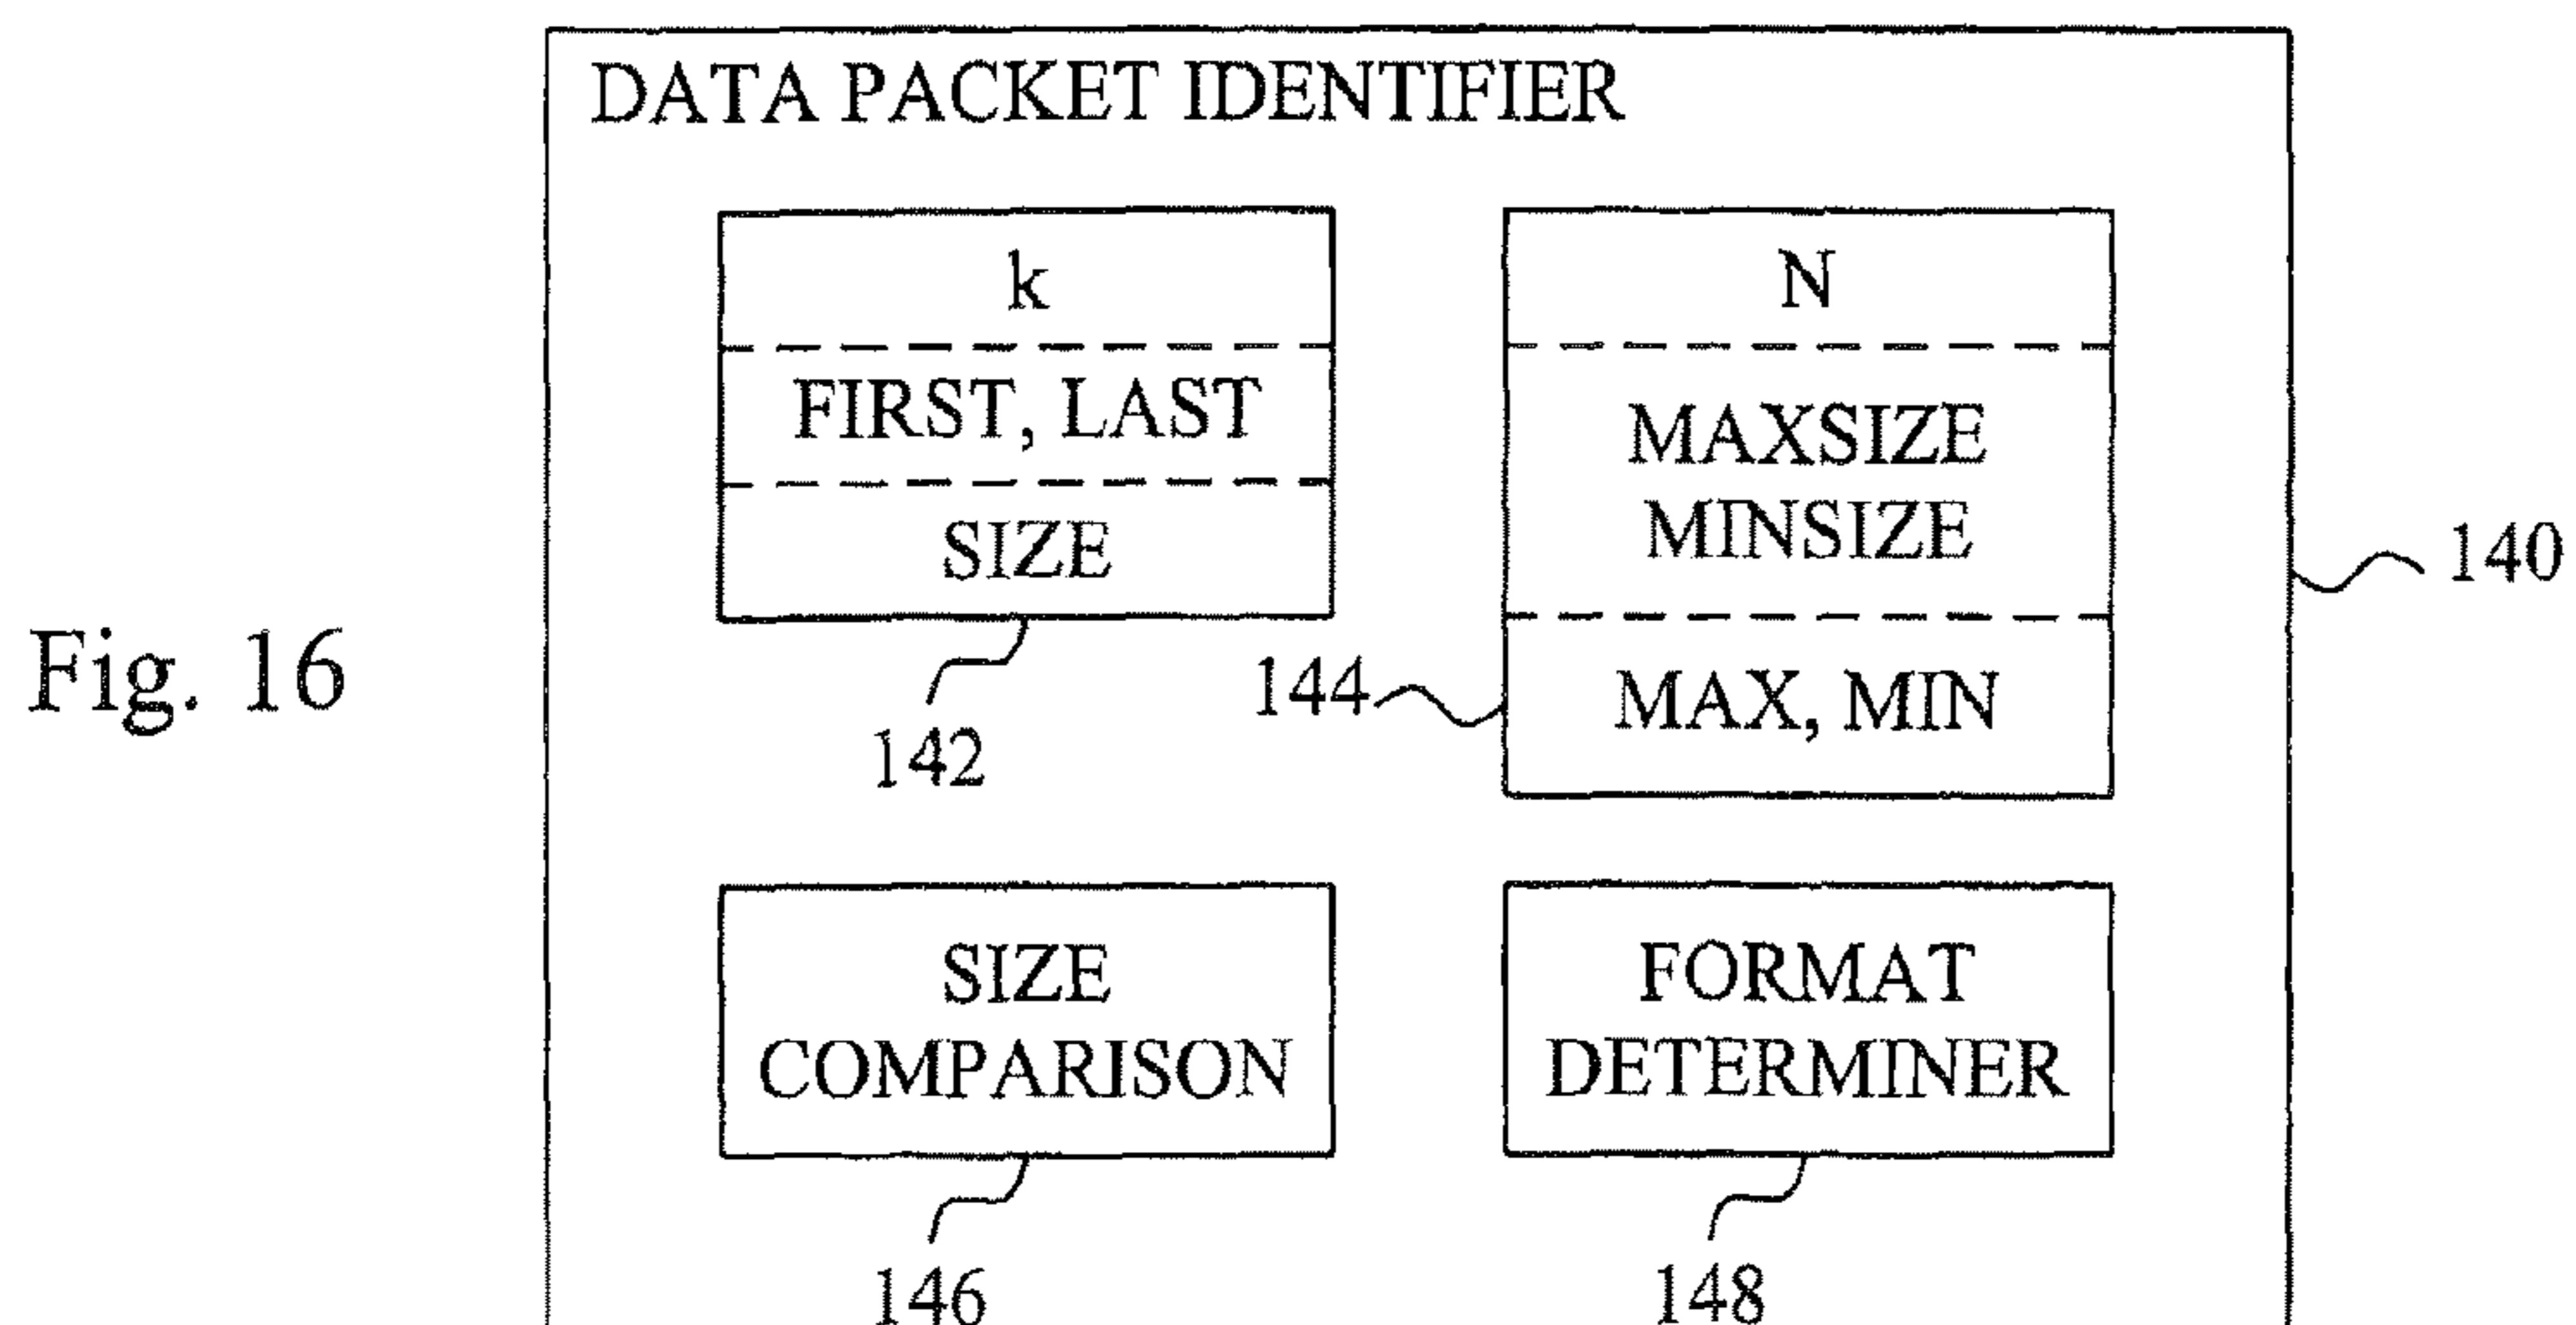 DATA PACKET IDENTIFIER
k
FIRST, LAST
SIZE
142
N
MAXSIZE
MINSIZE
MAX, MIN
144
140
Fig. 16
SIZE
COMPARISON
146
FORMAT
DETERMINER
148